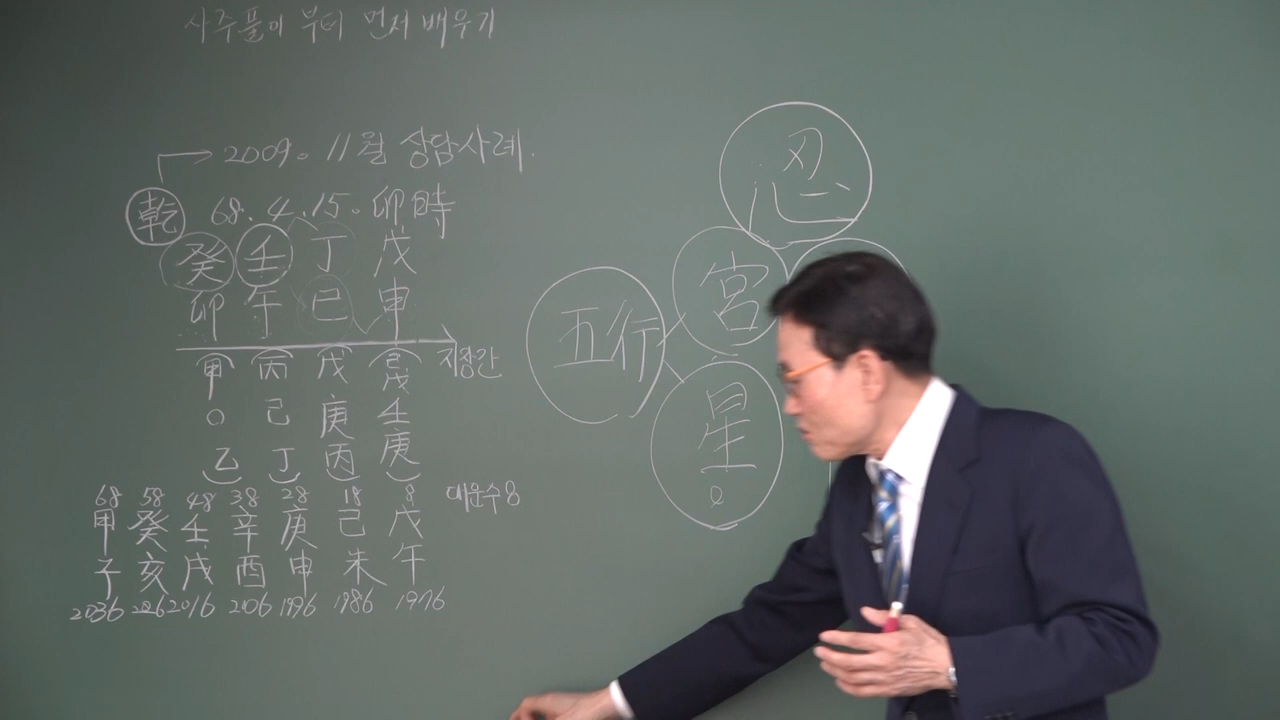 사주풀이 부터 먼저 배우기
2009. 11월 상담사례.
乾 68. 4. 15. 卯時
癸 壬 丁 戊
卯 午 巳 申
甲 丙 戊 己戊 지장간
○ 己 庚 壬
乙 丁 丙 庚
68 58 48 38 28 18 8 대운수8
甲 癸 壬 辛 庚 己 戊
子 亥 戌 酉 申 未 午
2036 2026 2016 2006 1996 1986 1976
忍
宮
五行
星